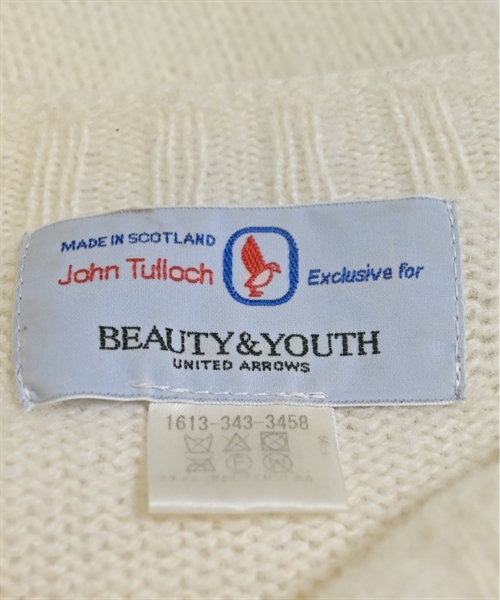 MADE IN SCOTLAND
John Tulloch
Exclusive for
BEAUTY&YOUTH
UNITED ARROWS
1613-343-3458
F W